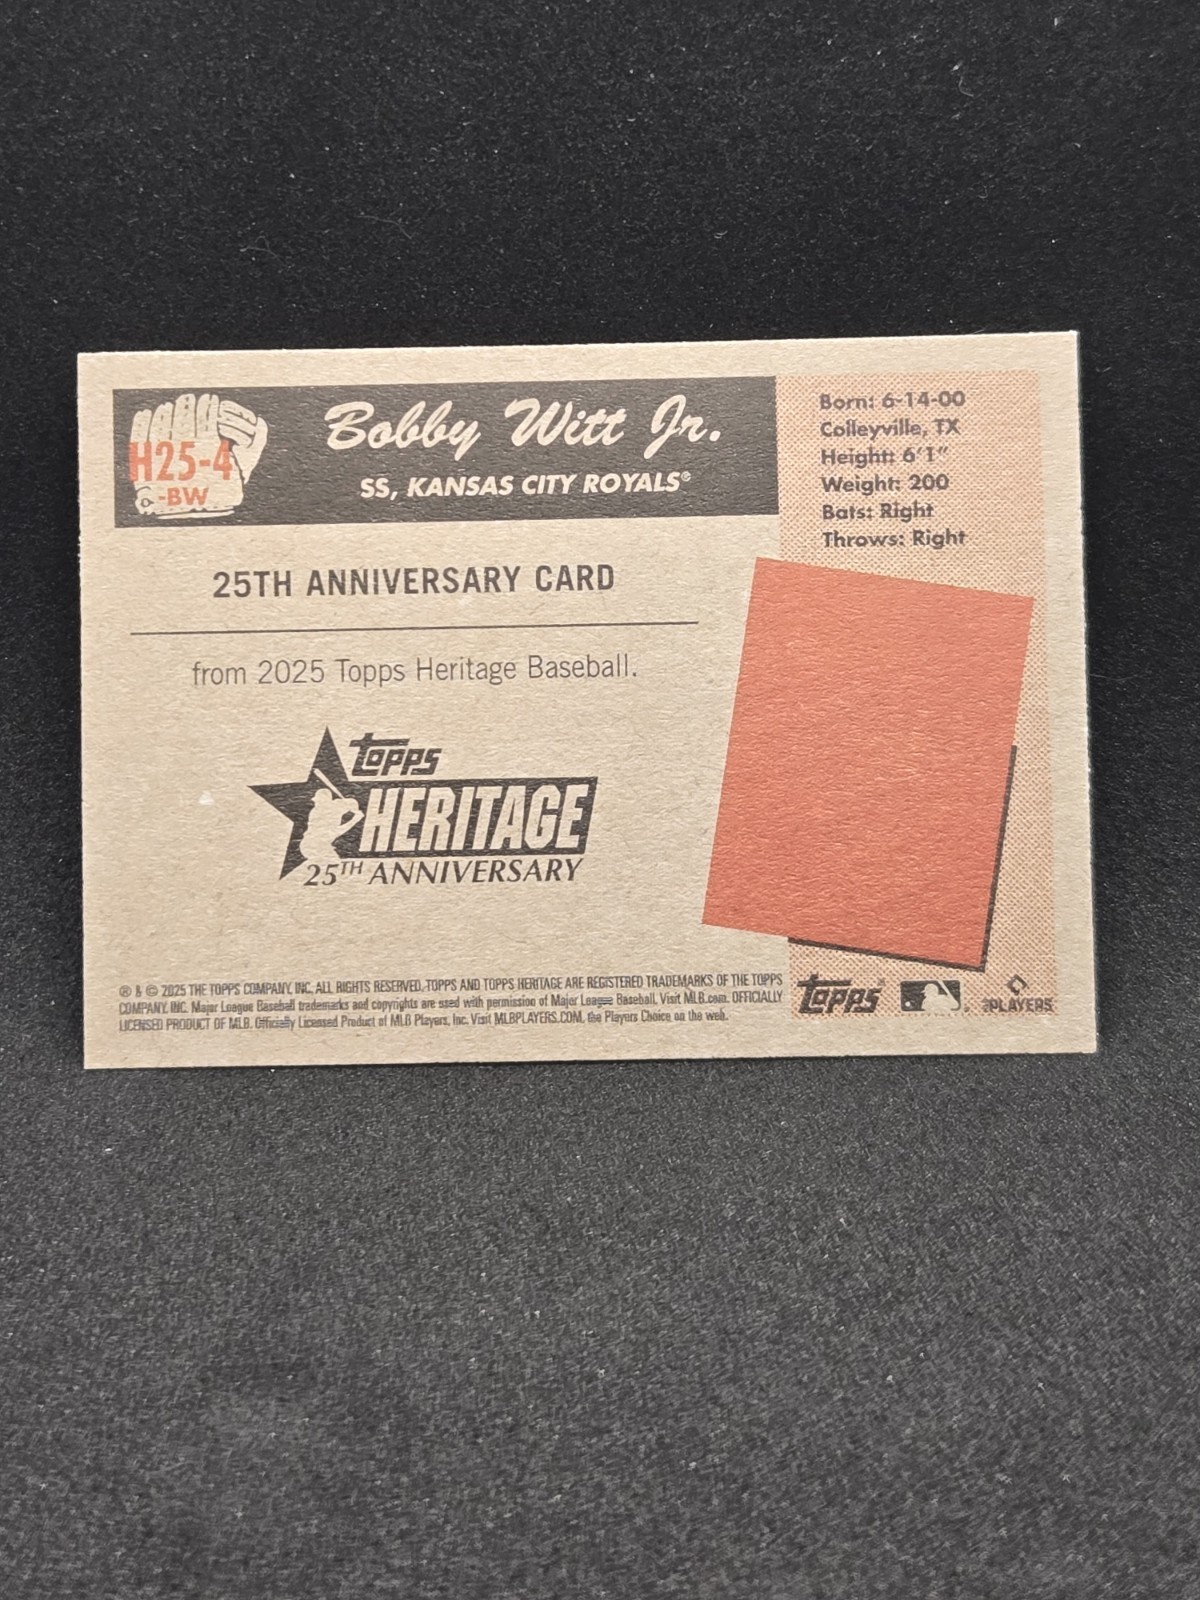 H25-4
-BW
Bobby Witt Jr.
SS, KANSAS CITY ROYALS®
Born: 6-14-00
Colleyville, TX
Height: 6'1"
Weight: 200
Bats: Right
Throws: Right
25TH ANNIVERSARY CARD
from 2025 Topps Heritage Baseball.
topps
HERITAGE
25TH ANNIVERSARY
® & © 2025 THE TOPPS COMPANY, INC. ALL RIGHTS RESERVED. TOPPS AND TOPPS HERITAGE ARE REGISTERED TRADEMARKS OF THE TOPPS
COMPANY, INC. Major League Baseball trademarks and copyrights are used with permission of Major League Baseball. Visit MLB.com. OFFICIALLY
LICENSED PRODUCT OF MLB. Officially Licensed Product of MLB Players, Inc. Visit MLBPLAYERS.COM, the Players Choice on the web.
topps
PLAYERS